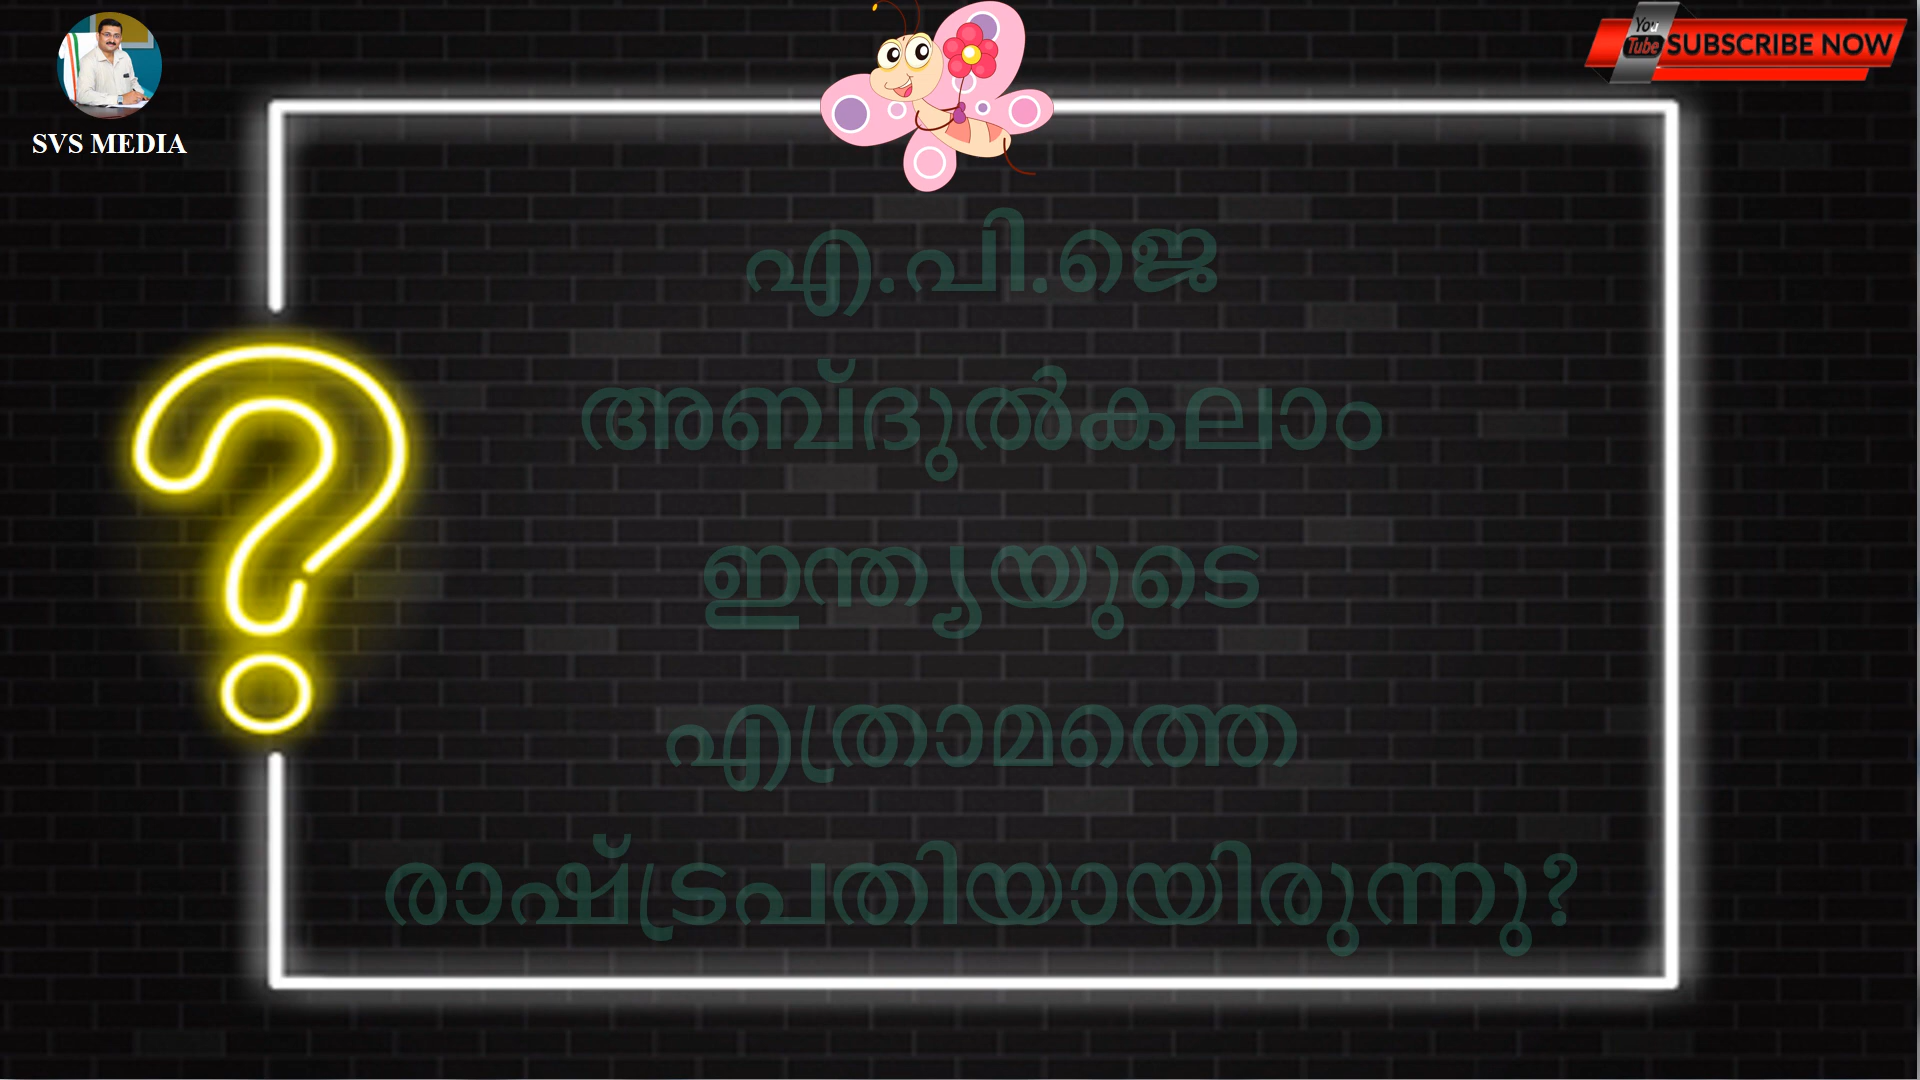 You
Tube SUBSCRIBE NOW
SVS MEDIA
എ.പി.ജെ
അബ്ദുൽകലാം
ഇന്ത്യയുടെ
എത്രാമത്തെ
രാഷ്ട്രപതിയായിരുന്നു?